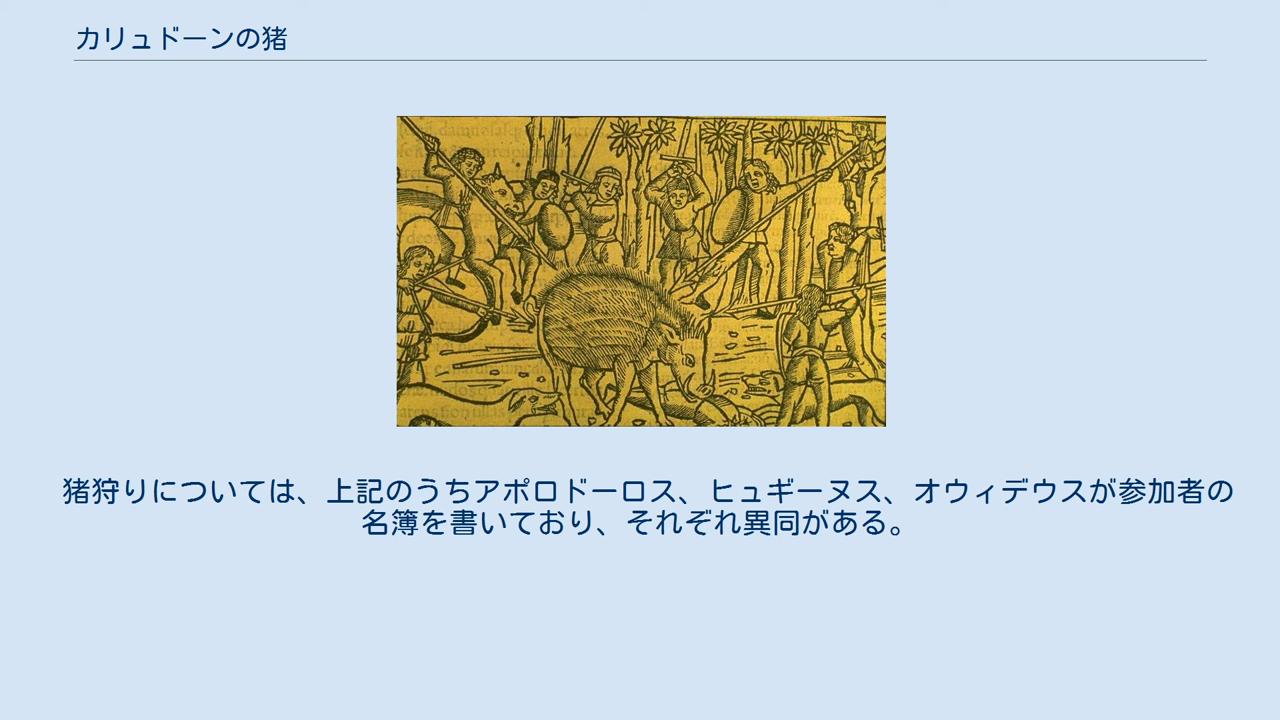 カリュドーンの猪
猪狩りについては、上記のうちアポロドーロス、ヒュギーヌス、オウィデウスが参加者の
名簿を書いており、それぞれ異同がある。